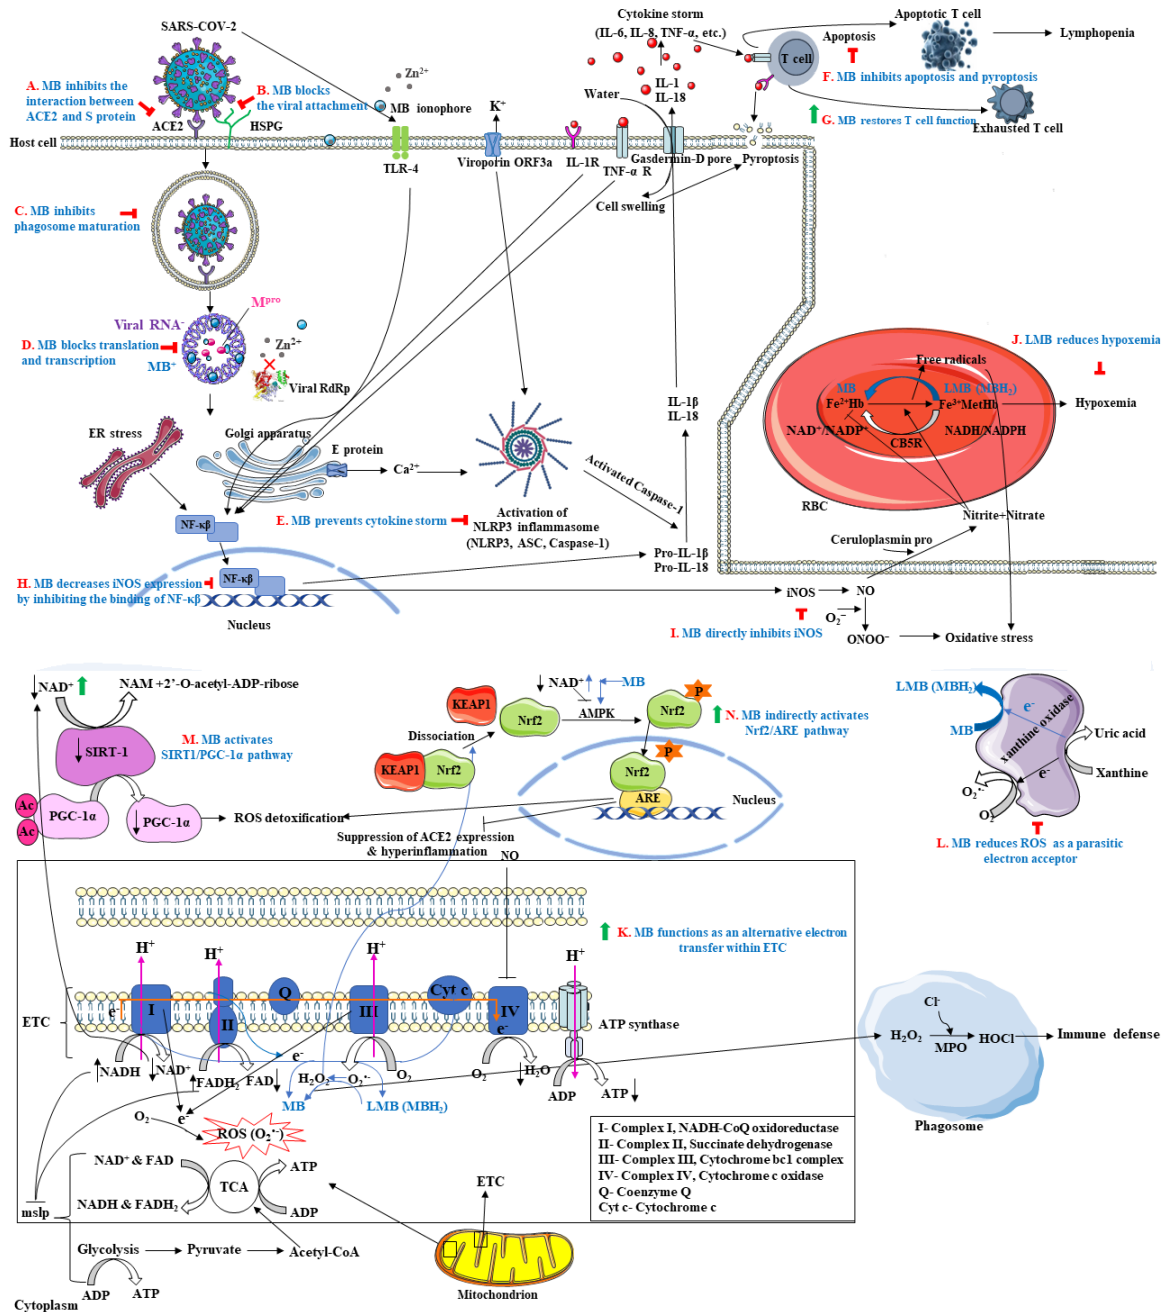 SARS-COV-2
Cytokine storm
(IL-6, IL-8, TNF-α, etc.)
Apoptotic T cell
Apoptosis
Lymphopenia
T cell
Zn²⁺
A. MB inhibits the
interaction between
ACE2 and S protein
B. MB blocks
the viral attachment
MB ionophore
K⁺
IL-1
IL-18
Water
F. MB inhibits apoptosis and pyroptosis
G. MB restores T cell function
Exhausted T cell
ACE2
HSPG
Host cell
TLR-4
Viroporin ORF3a
IL-1R
TNF-α R
Gasdermin-D pore
Pyroptosis
Cell swelling
C. MB inhibits
phagosome maturation
Mᵖʳᵒ
Viral RNA
D. MB blocks translation
and transcription
MB⁺
Zn²⁺
Viral RdRp
J. LMB reduces hypoxemia
Free radicals
MB
LMB (MBH₂)
Fe²⁺Hb
Fe³⁺MetHb
Hypoxemia
NAD⁺/NADP⁺
CB5R
NADH/NADPH
RBC
IL-1β
IL-18
ER stress
Golgi apparatus
E protein
Ca²⁺
Activated Caspase-1
NF-κβ
E. MB prevents cytokine storm
Activation of
NLRP3 inflammasome
(NLRP3, ASC, Caspase-1)
Nitrite+Nitrate
Ceruloplasmin pro
Pro-IL-1β
Pro-IL-18
H. MB decreases iNOS expression
by inhibiting the binding of NF-κβ
NF-κβ
Nucleus
iNOS
NO
O₂⁻
I. MB directly inhibits iNOS
ONOO⁻
Oxidative stress
NAD⁺
NAM +2'-O-acetyl-ADP-ribose
SIRT-1
M. MB activates
SIRT1/PGC-1α pathway
Ac
Ac
PGC-1α
PGC-1α
ROS detoxification
KEAP1
Nrf2
NAD⁺
MB
AMPK
Nrf2
P
N. MB indirectly activates
Nrf2/ARE pathway
Dissociation
KEAP1
Nrf2
P
Nrf2
ARE
Nucleus
Suppression of ACE2 expression
& hyperinflammation
LMB (MBH₂)
MB
e⁻
xanthine oxidase
Uric acid
Xanthine
e⁻
O₂•⁻
O₂
L. MB reduces ROS as a parasitic
electron acceptor
NO
K. MB functions as an alternative electron
transfer within ETC
H⁺
H⁺
H⁺
H⁺
ETC
e⁻
I
II
Q
III
Cyt c
IV
e⁻
ATP synthase
NADH
NAD⁺
FADH₂
FAD
e⁻
H₂O₂
O₂•⁻
O₂
O₂
H₂O
ADP
ATP
MB
LMB (MBH₂)
O₂
e⁻
ROS (O₂•⁻)
Cl⁻
H₂O₂
MPO
HOCl
Immune defense
Phagosome
I- Complex I, NADH-CoQ oxidoreductase
II- Complex II, Succinate dehydrogenase
III- Complex III, Cytochrome bc1 complex
IV- Complex IV, Cytochrome c oxidase
Q- Coenzyme Q
Cyt c- Cytochrome c
NAD⁺ & FAD
ATP
TCA
NADH & FADH₂
ADP
mslp
ETC
Glycolysis
Pyruvate
Acetyl-CoA
ADP
ATP
Mitochondrion
Cytoplasm